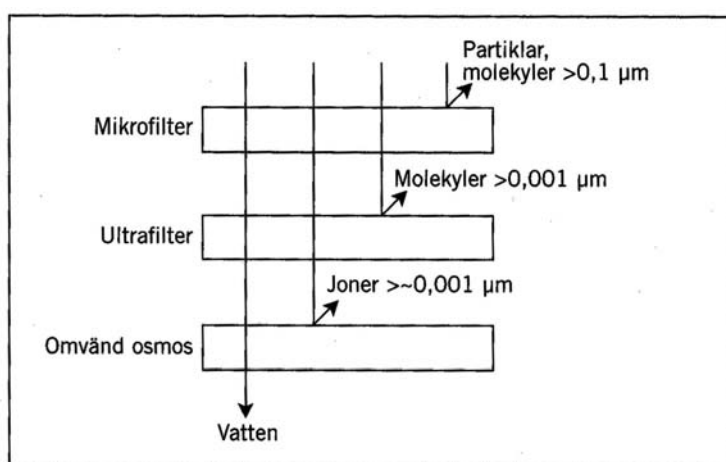 Partiklar,
molekyler >0,1 µm
Mikrofilter
Molekyler >0,001 µm
Ultrafilter
Joner >~0,001 µm
Omvänd osmos
Vatten